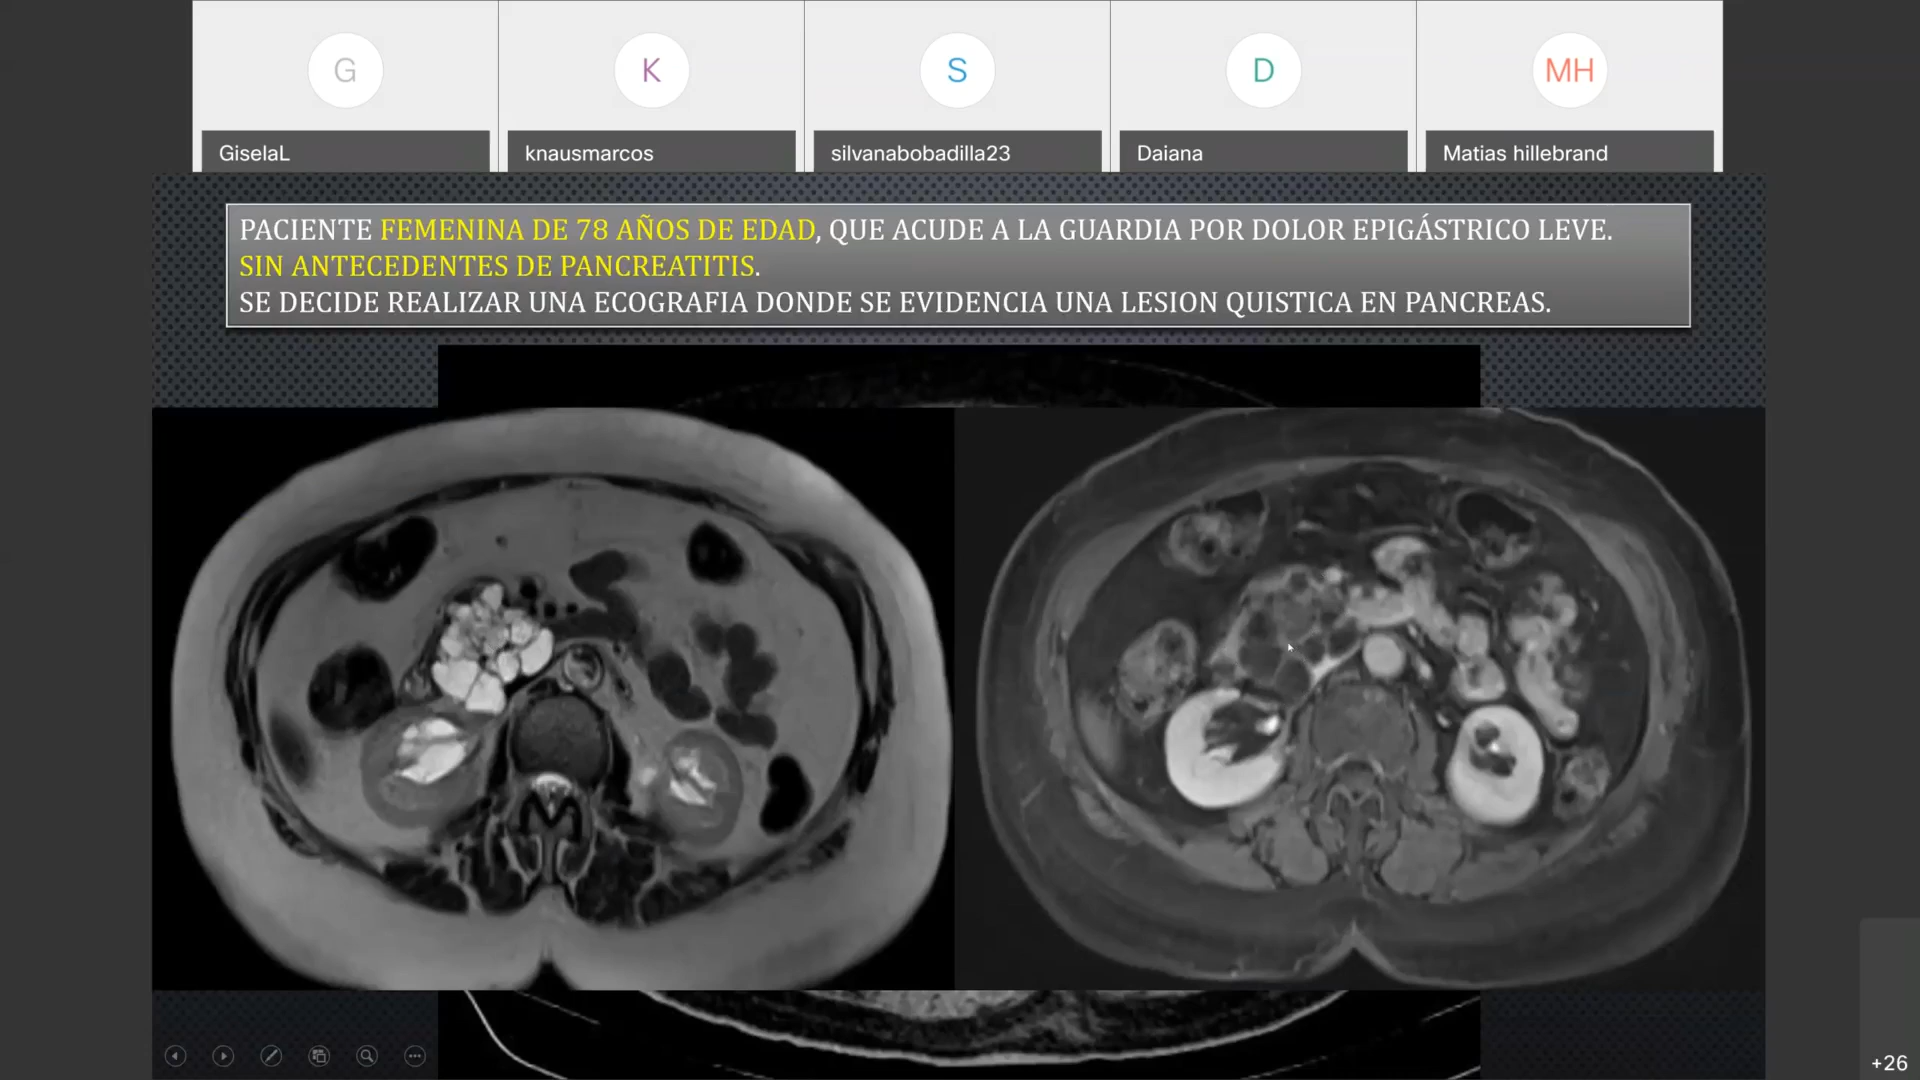 G
K
S
D
MH
GiselaL
knausmarcos
silvanabobadilla23
Daiana
Matias hillebrand
PACIENTE FEMENINA DE 78 AÑOS DE EDAD, QUE ACUDE A LA GUARDIA POR DOLOR EPIGÁSTRICO LEVE.
SIN ANTECEDENTES DE PANCREATITIS.
SE DECIDE REALIZAR UNA ECOGRAFIA DONDE SE EVIDENCIA UNA LESION QUISTICA EN PANCREAS.
+26